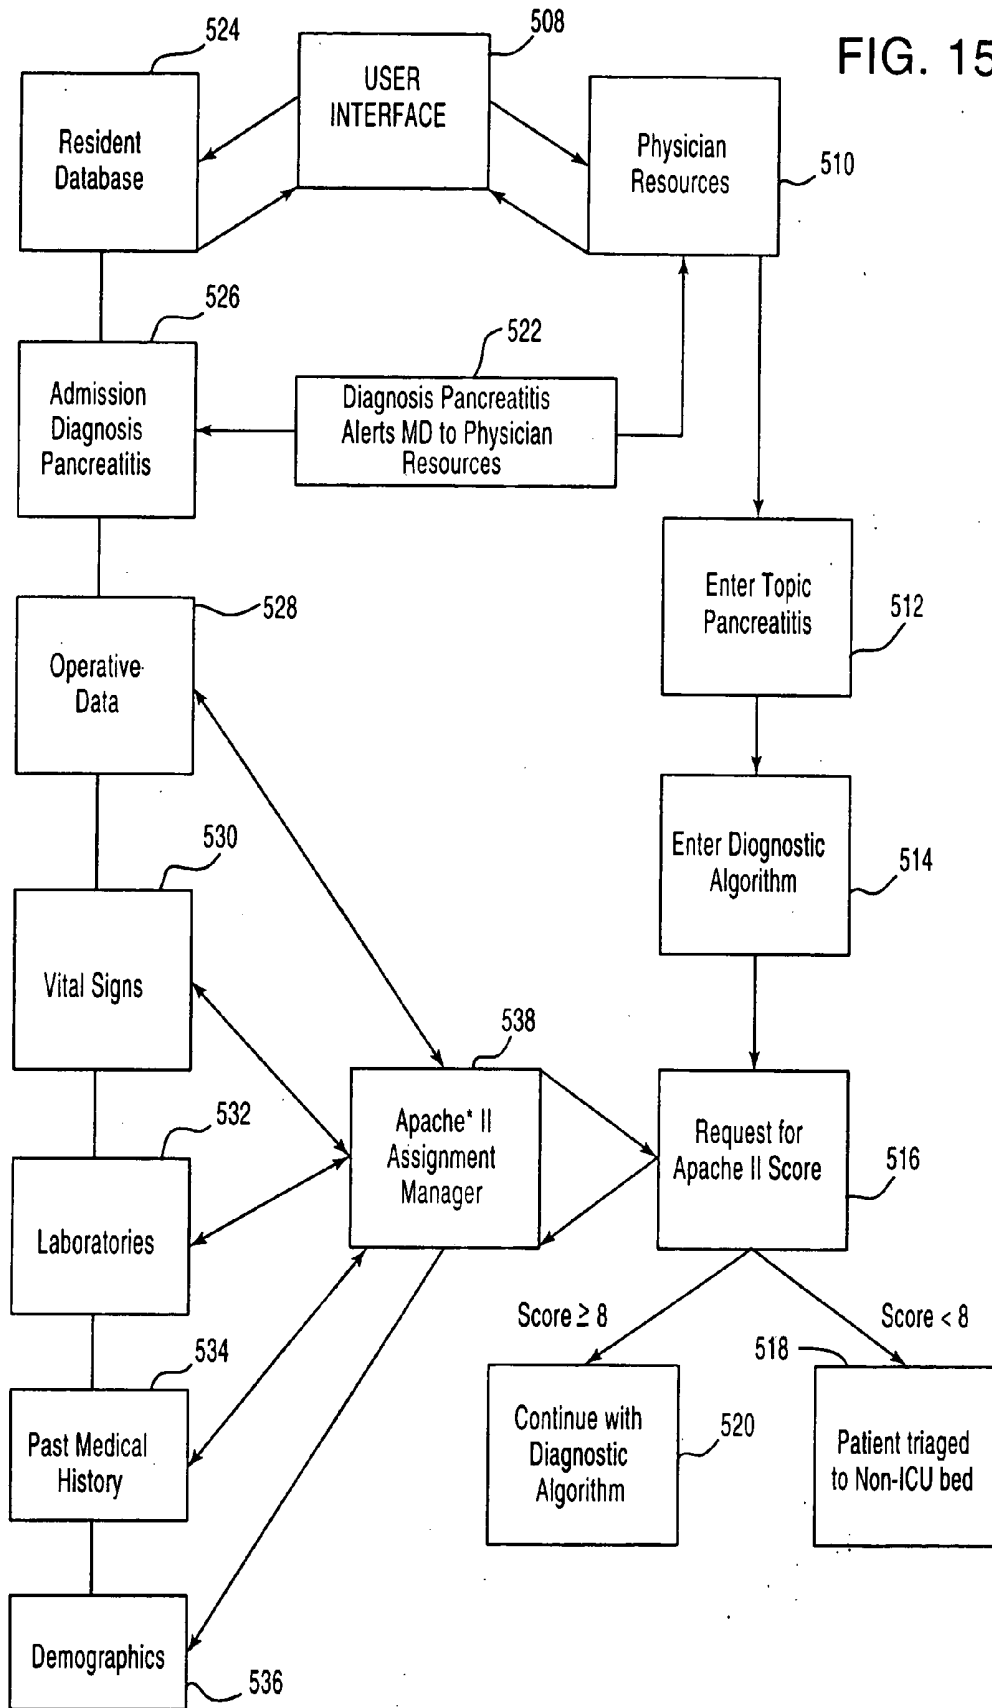 FIG. 15
524
508
USER
INTERFACE
Resident
Database
Physician
Resources
510
526
522
Admission
Diagnosis
Pancreatitis
Diagnosis Pancreatitis
Alerts MD to Physician
Resources
Enter Topic
Pancreatitis
512
528
Operative
Data
Enter Diognostic
Algorithm
514
530
Vital Signs
538
Apache* II
Assignment
Manager
Request for
Apache II Score
516
532
Laboratories
Score ≥ 8
Score < 8
534
518
Past Medical
History
Continue with
Diagnostic
Algorithm
520
Patient triaged
to Non-ICU bed
Demographics
536